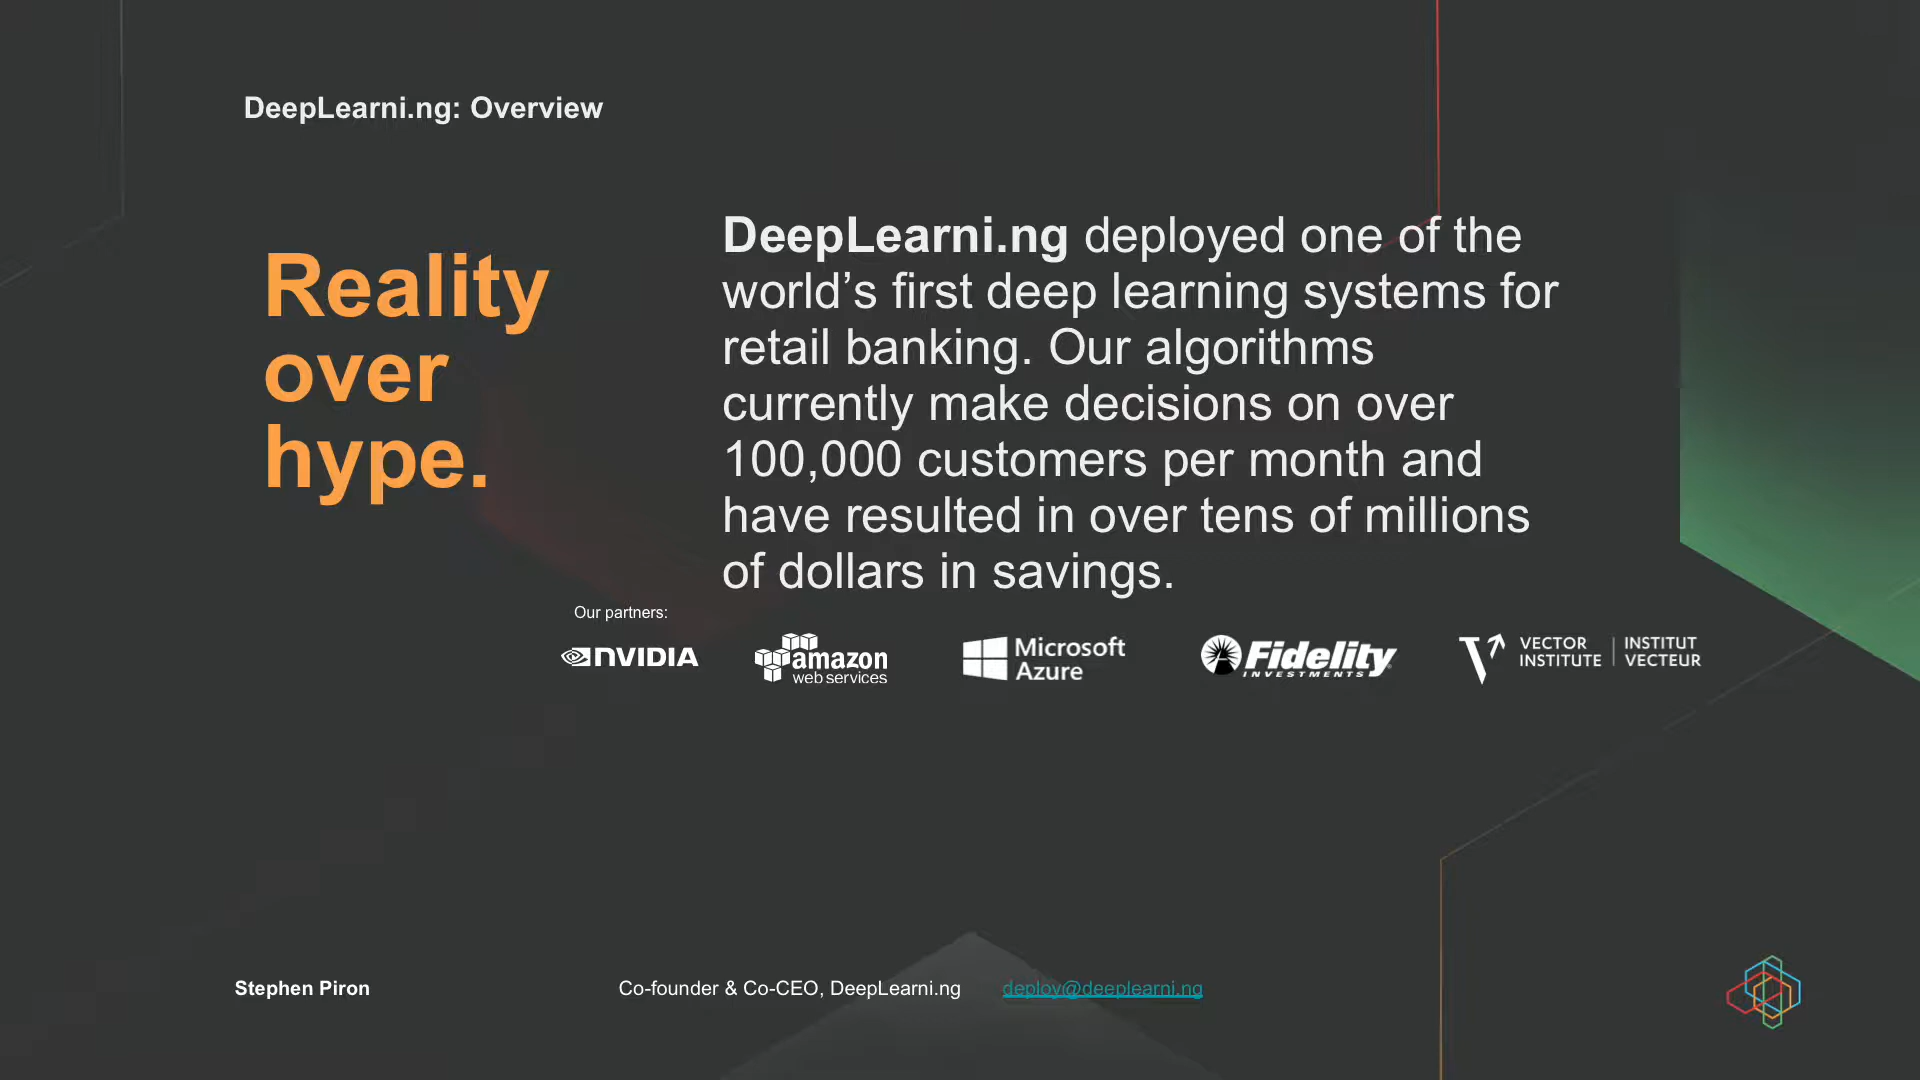 DeepLearni.ng: Overview
Reality
over
hype.
DeepLearni.ng deployed one of the
world’s first deep learning systems for
retail banking. Our algorithms
currently make decisions on over
100,000 customers per month and
have resulted in over tens of millions
of dollars in savings.
Our partners:
NVIDIA
amazon
web services
Microsoft
Azure
Fidelity
INVESTMENTS
VECTOR
INSTITUTE
INSTITUT
VECTEUR
Stephen Piron
Co-founder & Co-CEO, DeepLearni.ng
deploy@deeplearni.ng